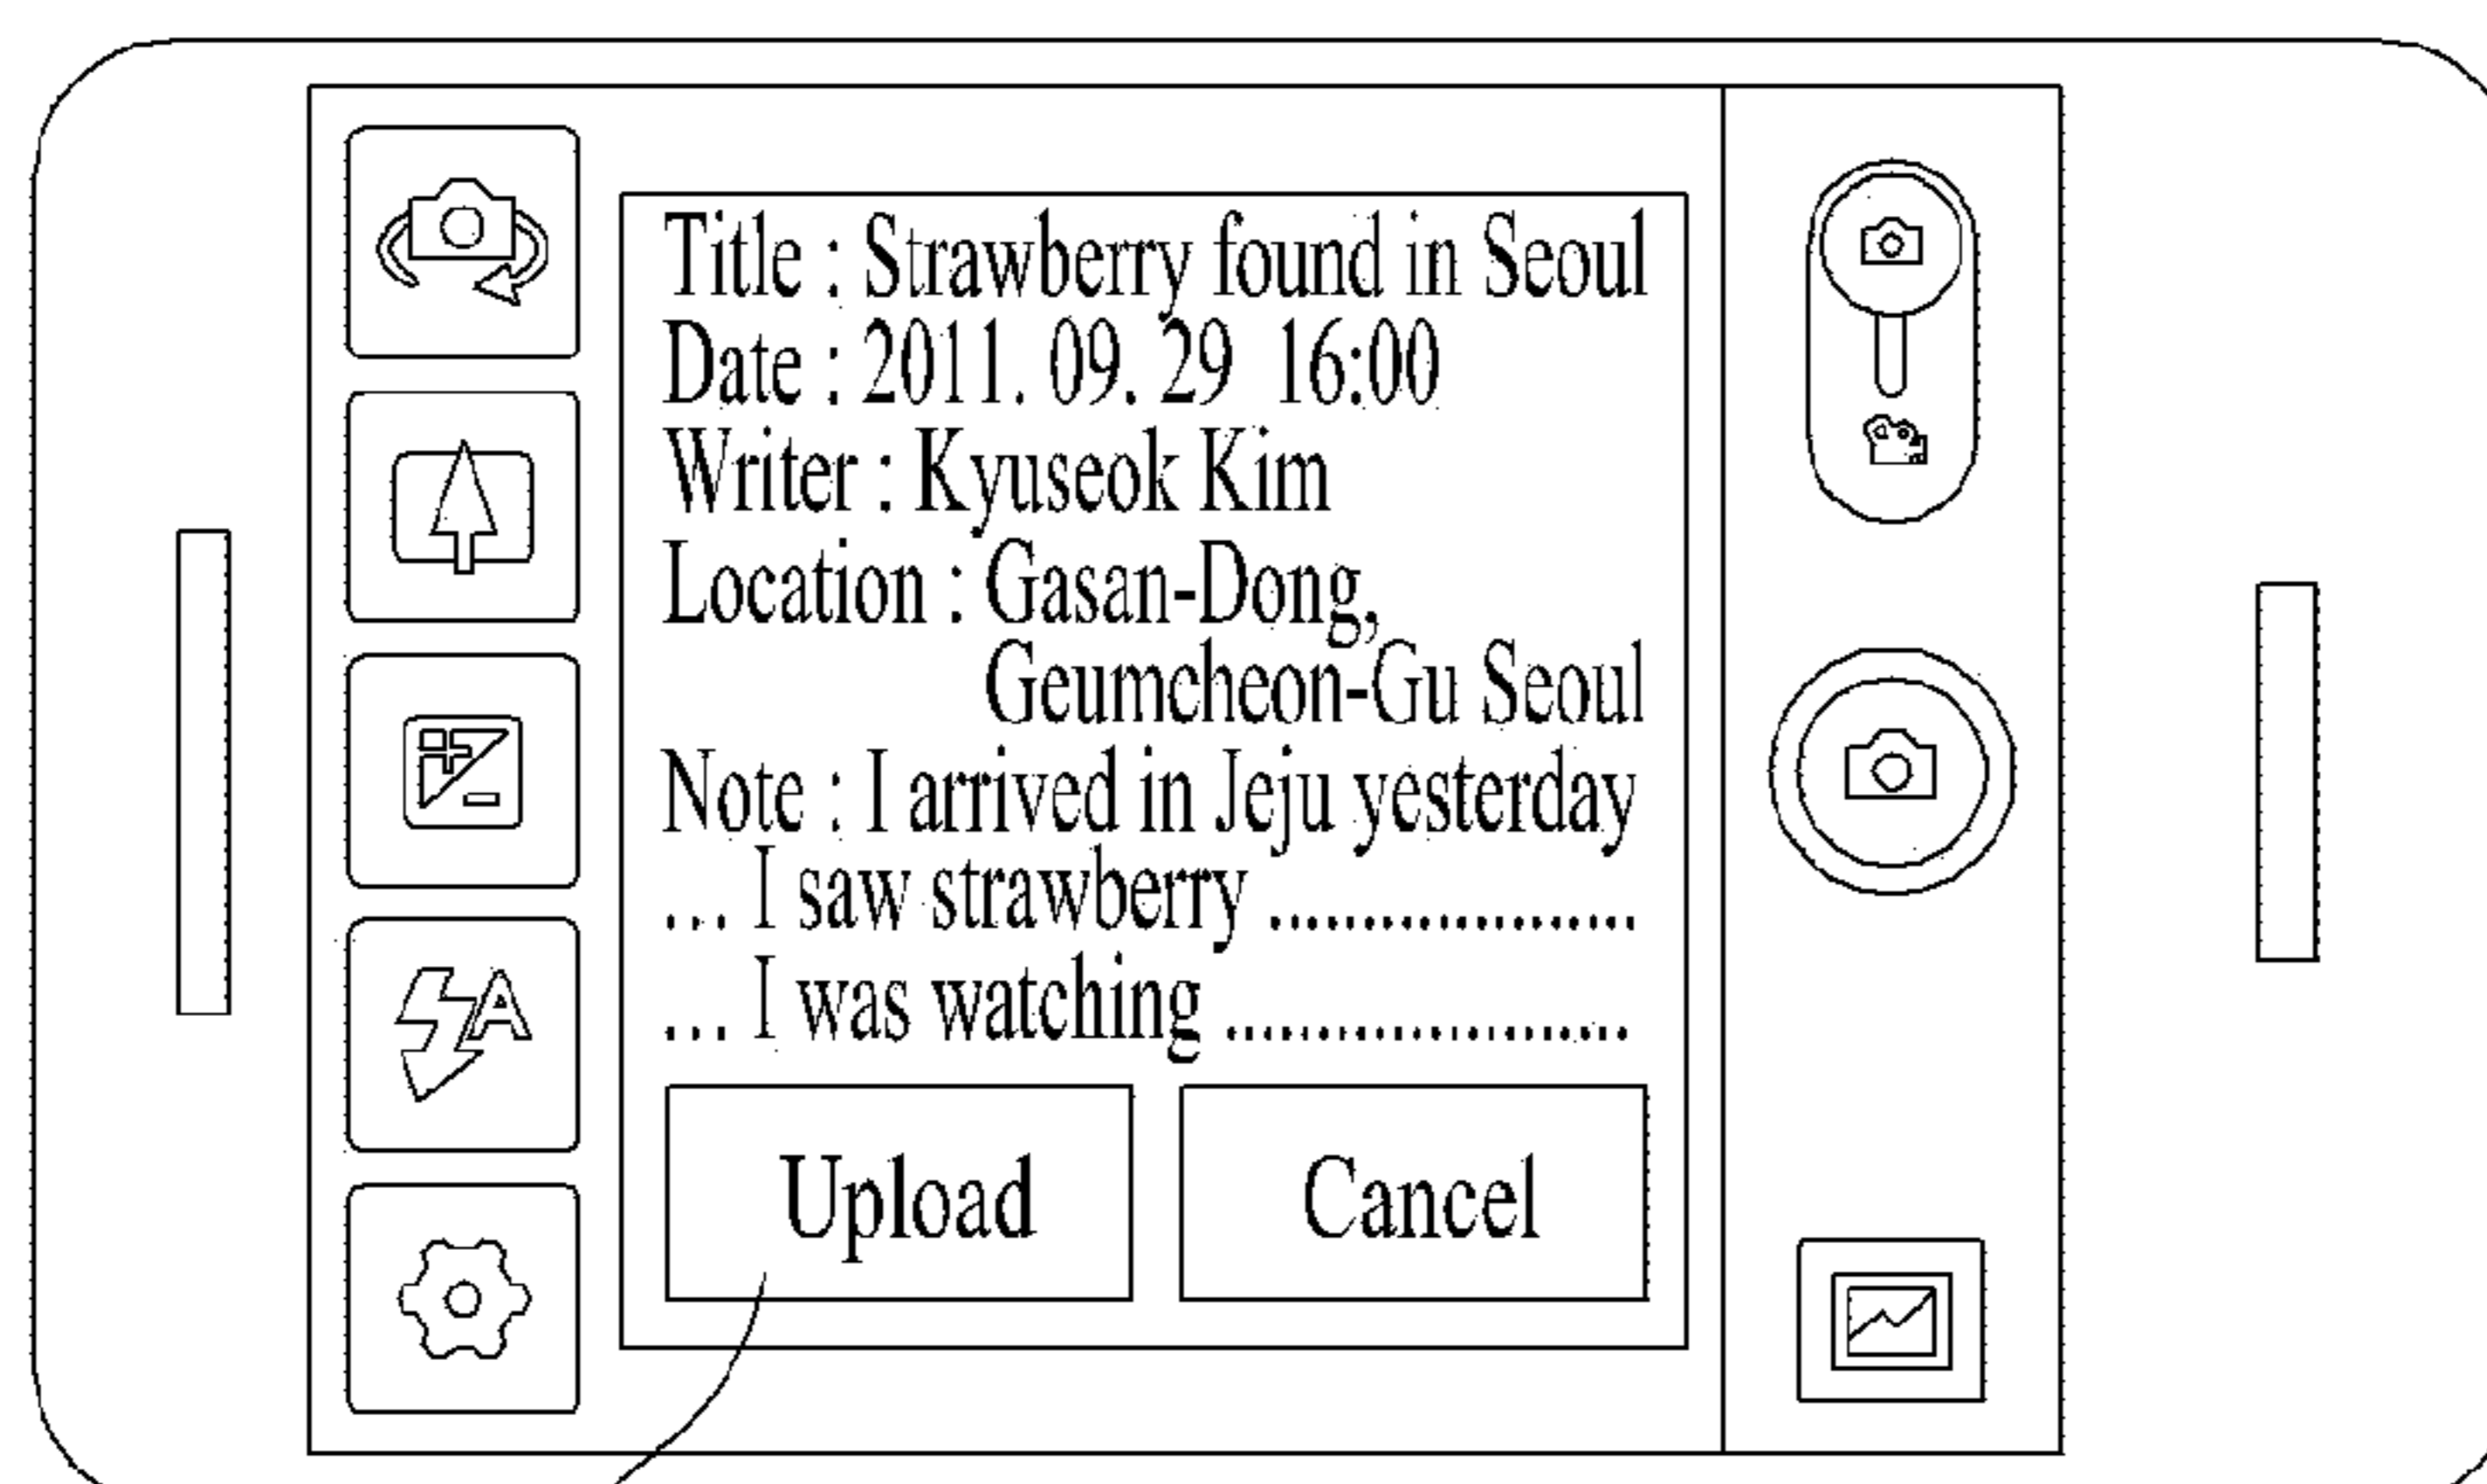 Title : Strawberry found in Seoul
Date : 2011. 09. 29 16:00
Writer : Kyuseok Kim
Location : Gasan-Dong,
Geumcheon-Gu Seoul
Note : I arrived in Jeju yesterday
... I saw strawberry ...................
... I was watching ......................
Upload Cancel
A